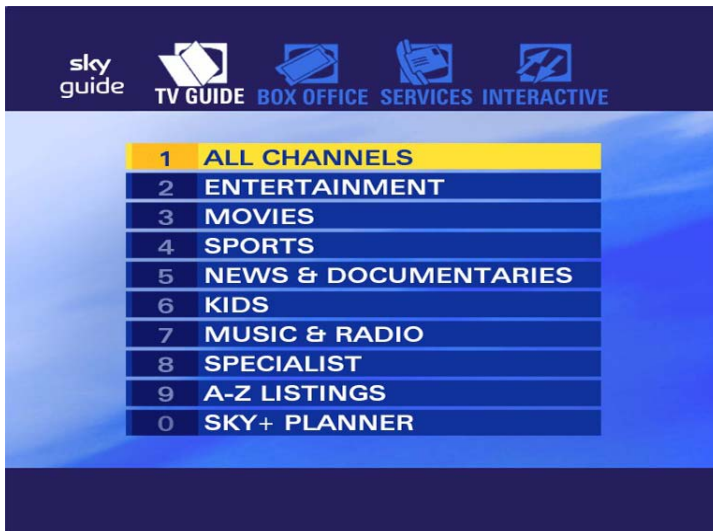 sky
guide
TV GUIDE BOX OFFICE SERVICES INTERACTIVE
1 ALL CHANNELS
2 ENTERTAINMENT
3 MOVIES
4 SPORTS
5 NEWS & DOCUMENTARIES
6 KIDS
7 MUSIC & RADIO
8 SPECIALIST
9 A-Z LISTINGS
0 SKY+ PLANNER